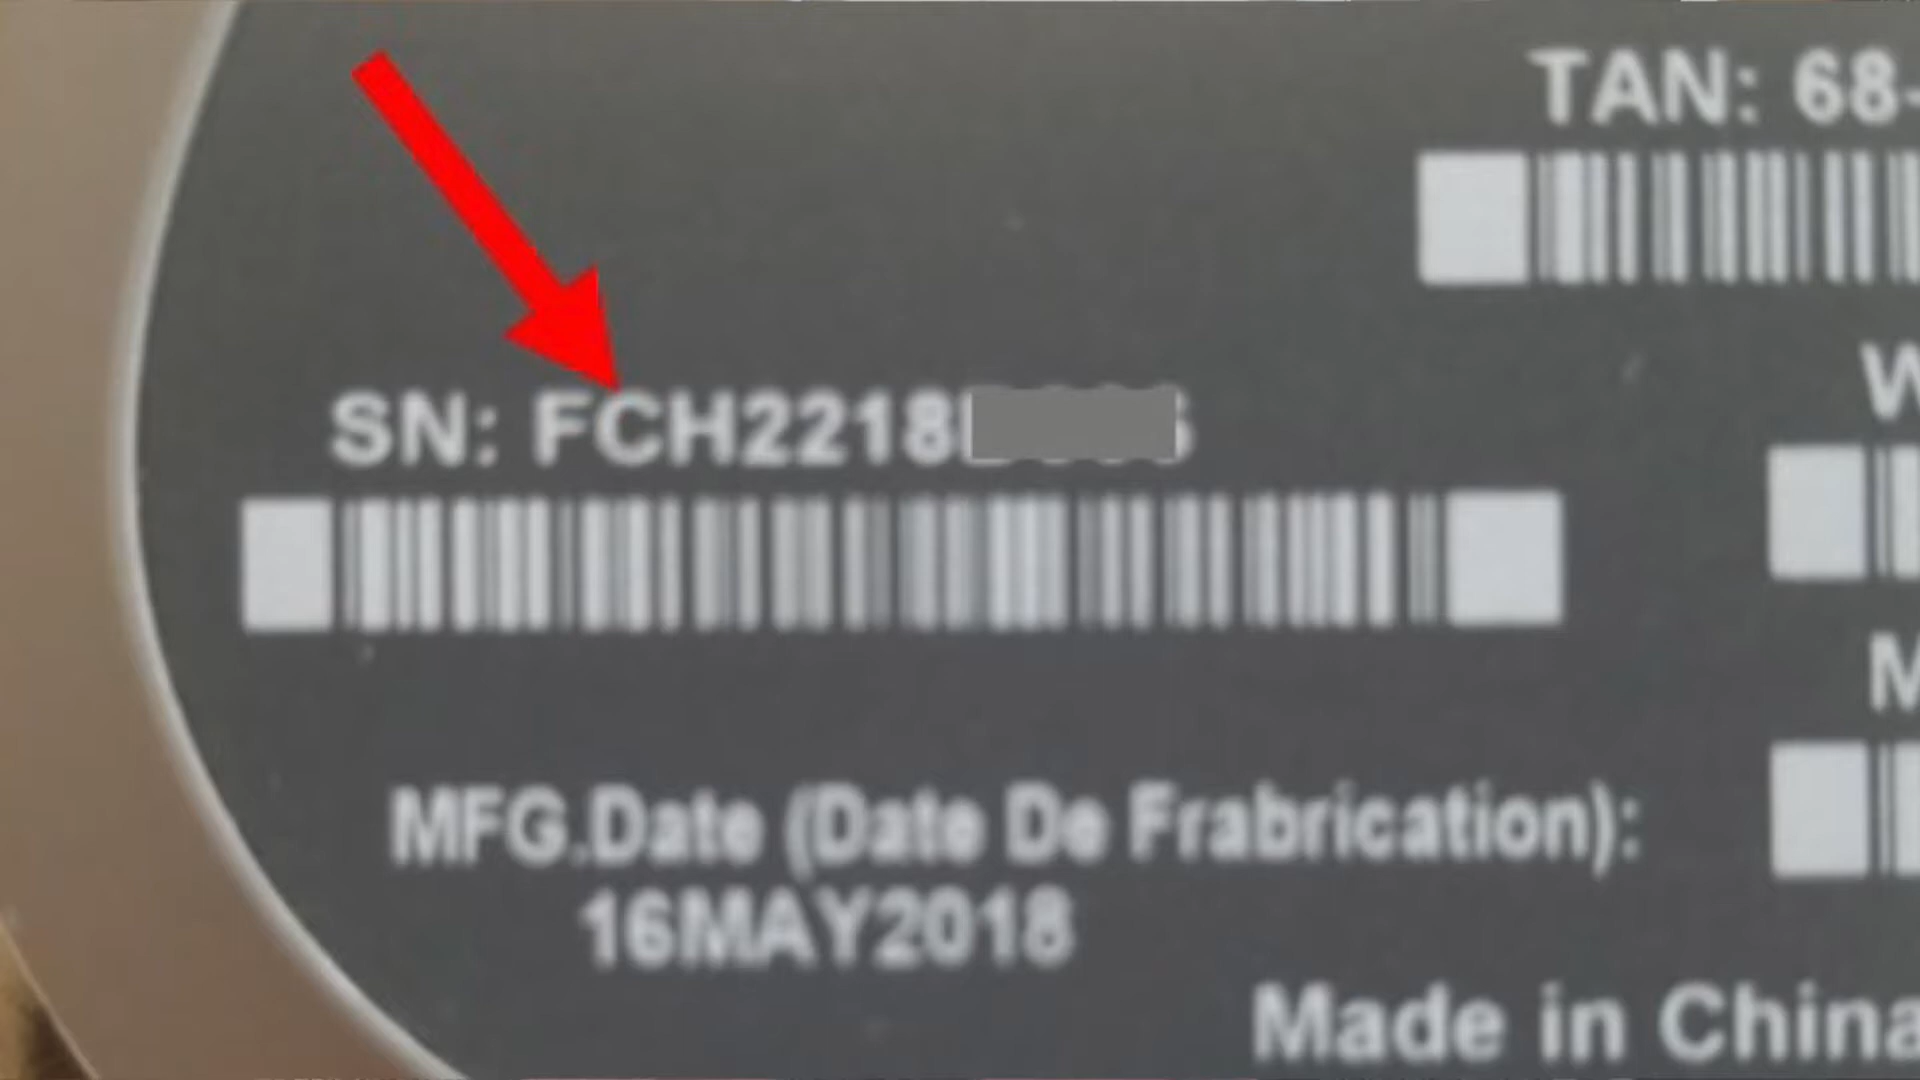 TAN: 68-
SN: FCH2218
MFG.Date (Date De Frabrication):
16MAY2018
Made in China